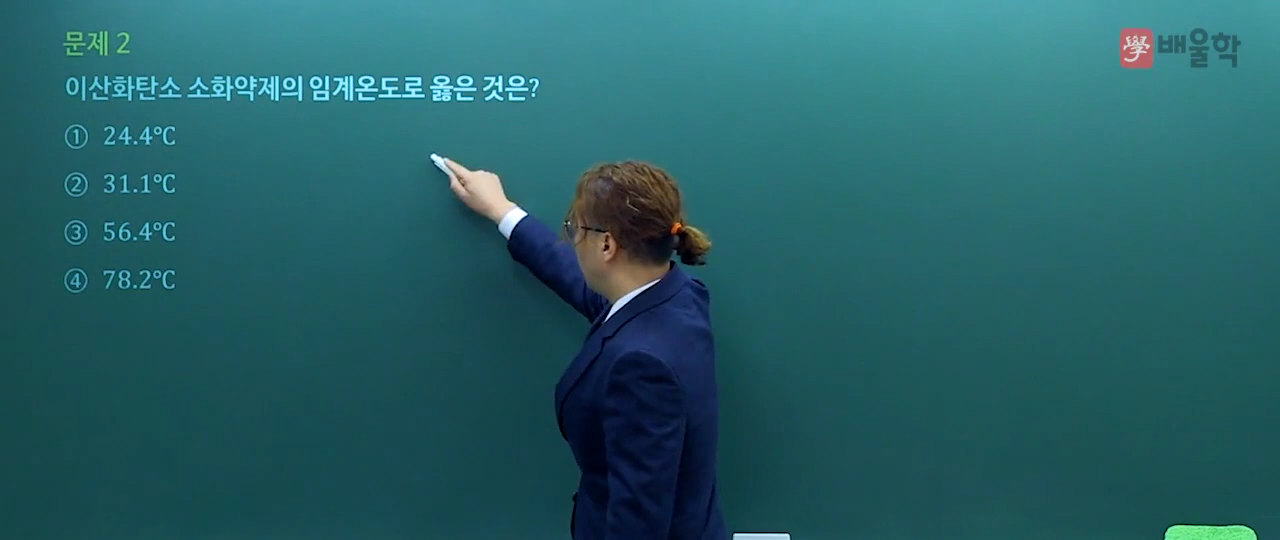 문제 2
學 배울학
이산화탄소 소화약제의 임계온도로 옳은 것은?
① 24.4℃
② 31.1℃
③ 56.4℃
④ 78.2℃